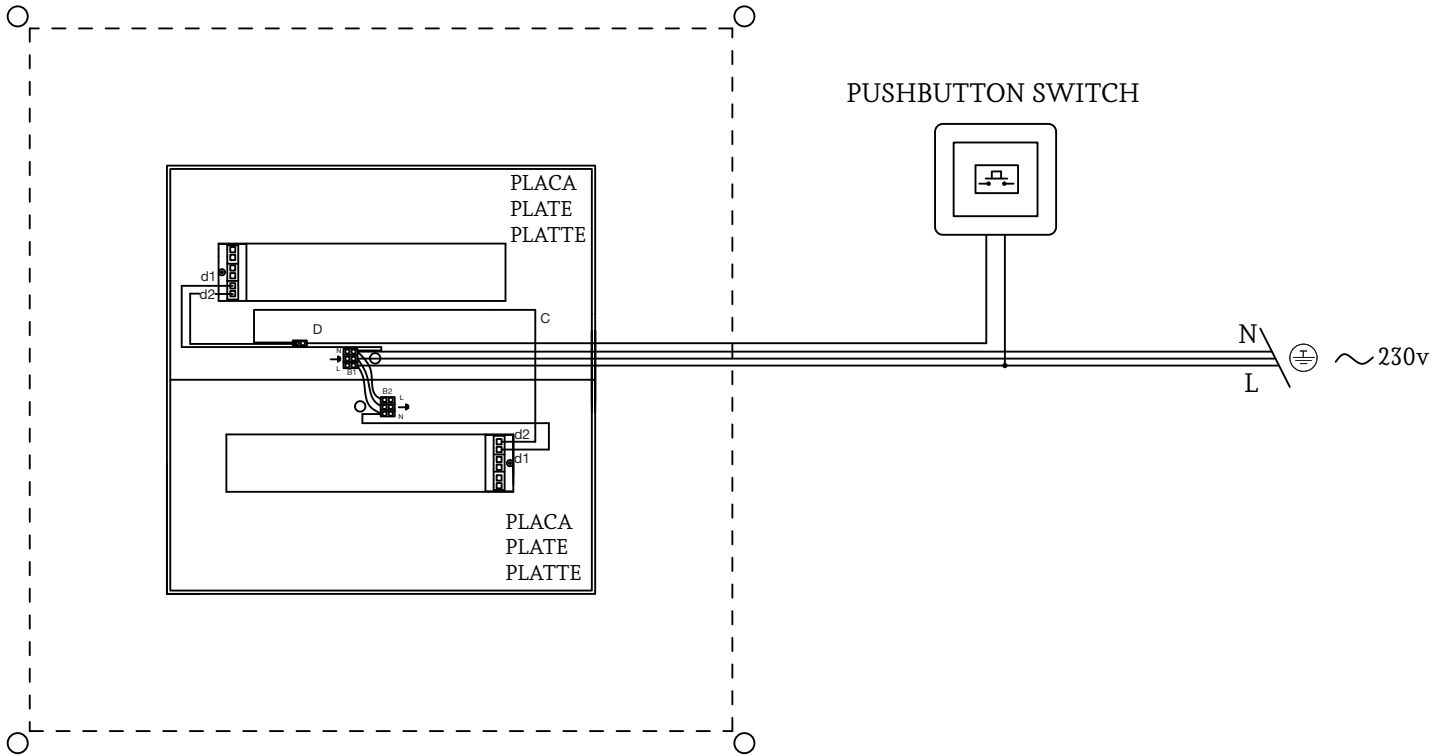 PUSHBUTTON SWITCH
PLACA
PLATE
PLATTE
d1
d2
C
D
N
L
B1
N
L
230v
B2
L
N
d2
d1
PLACA
PLATE
PLATTE